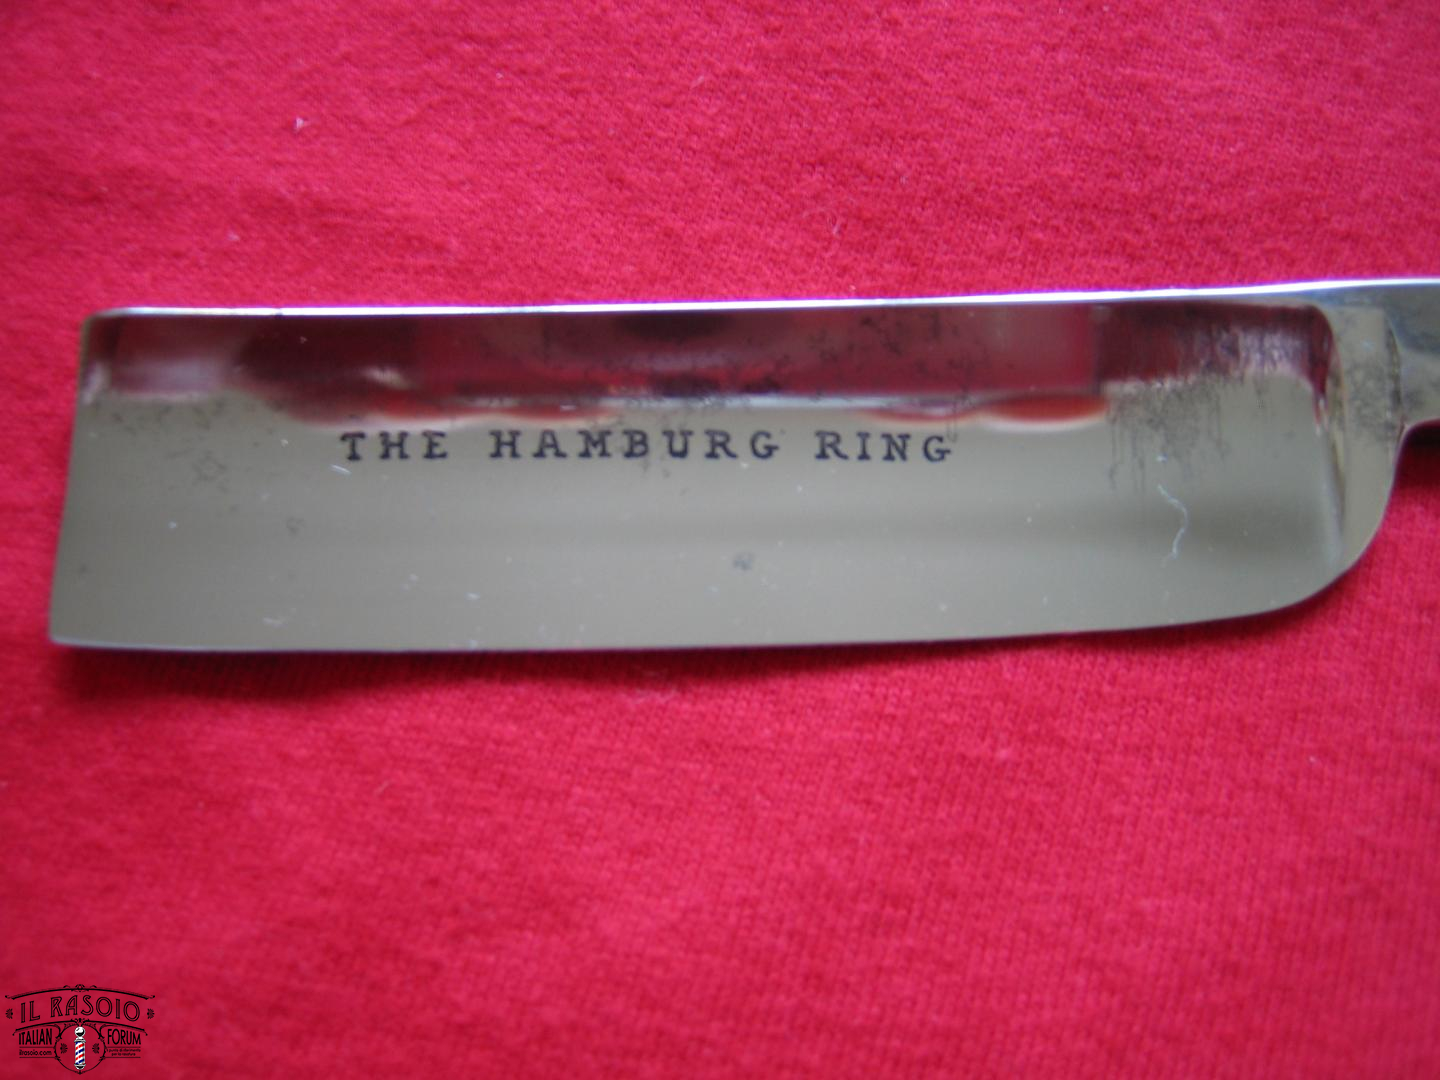 THE HAMBURG RING
IL RASOIO
ITALIAN FORUM